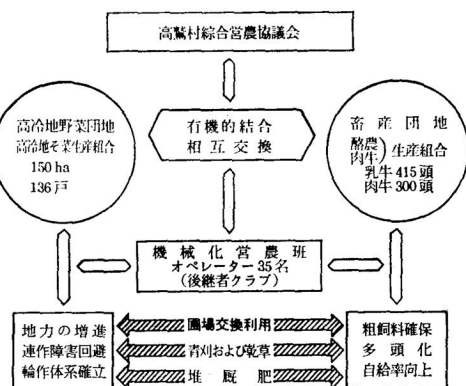 高鷲村綜合営農協議会
高冷地野菜団地
高冷地そ菜生産組合
150 ha
136戸
有機的結合
相互交換
畜産団地
酪農
肉牛
)生産組合
乳牛 415頭
肉牛 300頭
機械化営農班
オペレーター 35名
(後継者クラブ)
地力の増進
連作障害回避
輪作体系確立
圃場交換利用
青刈および乾草
堆厩肥
粗飼料確保
多頭化
自給率向上